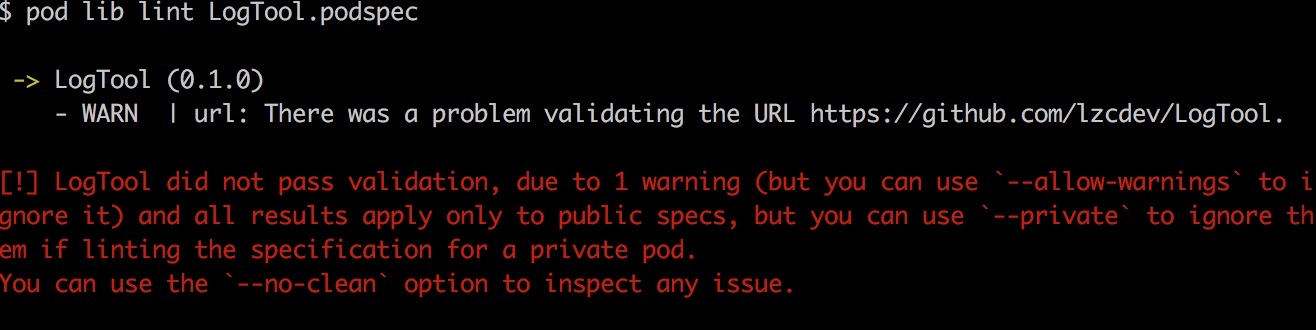 $ pod lib lint LogTool.podspec
-> LogTool (0.1.0)
- WARN | url: There was a problem validating the URL https://github.com/lzcdev/LogTool.
[!] LogTool did not pass validation, due to 1 warning (but you can use `--allow-warnings` to i
gnore it) and all results apply only to public specs, but you can use `--private` to ignore th
em if linting the specification for a private pod.
You can use the `--no-clean` option to inspect any issue.